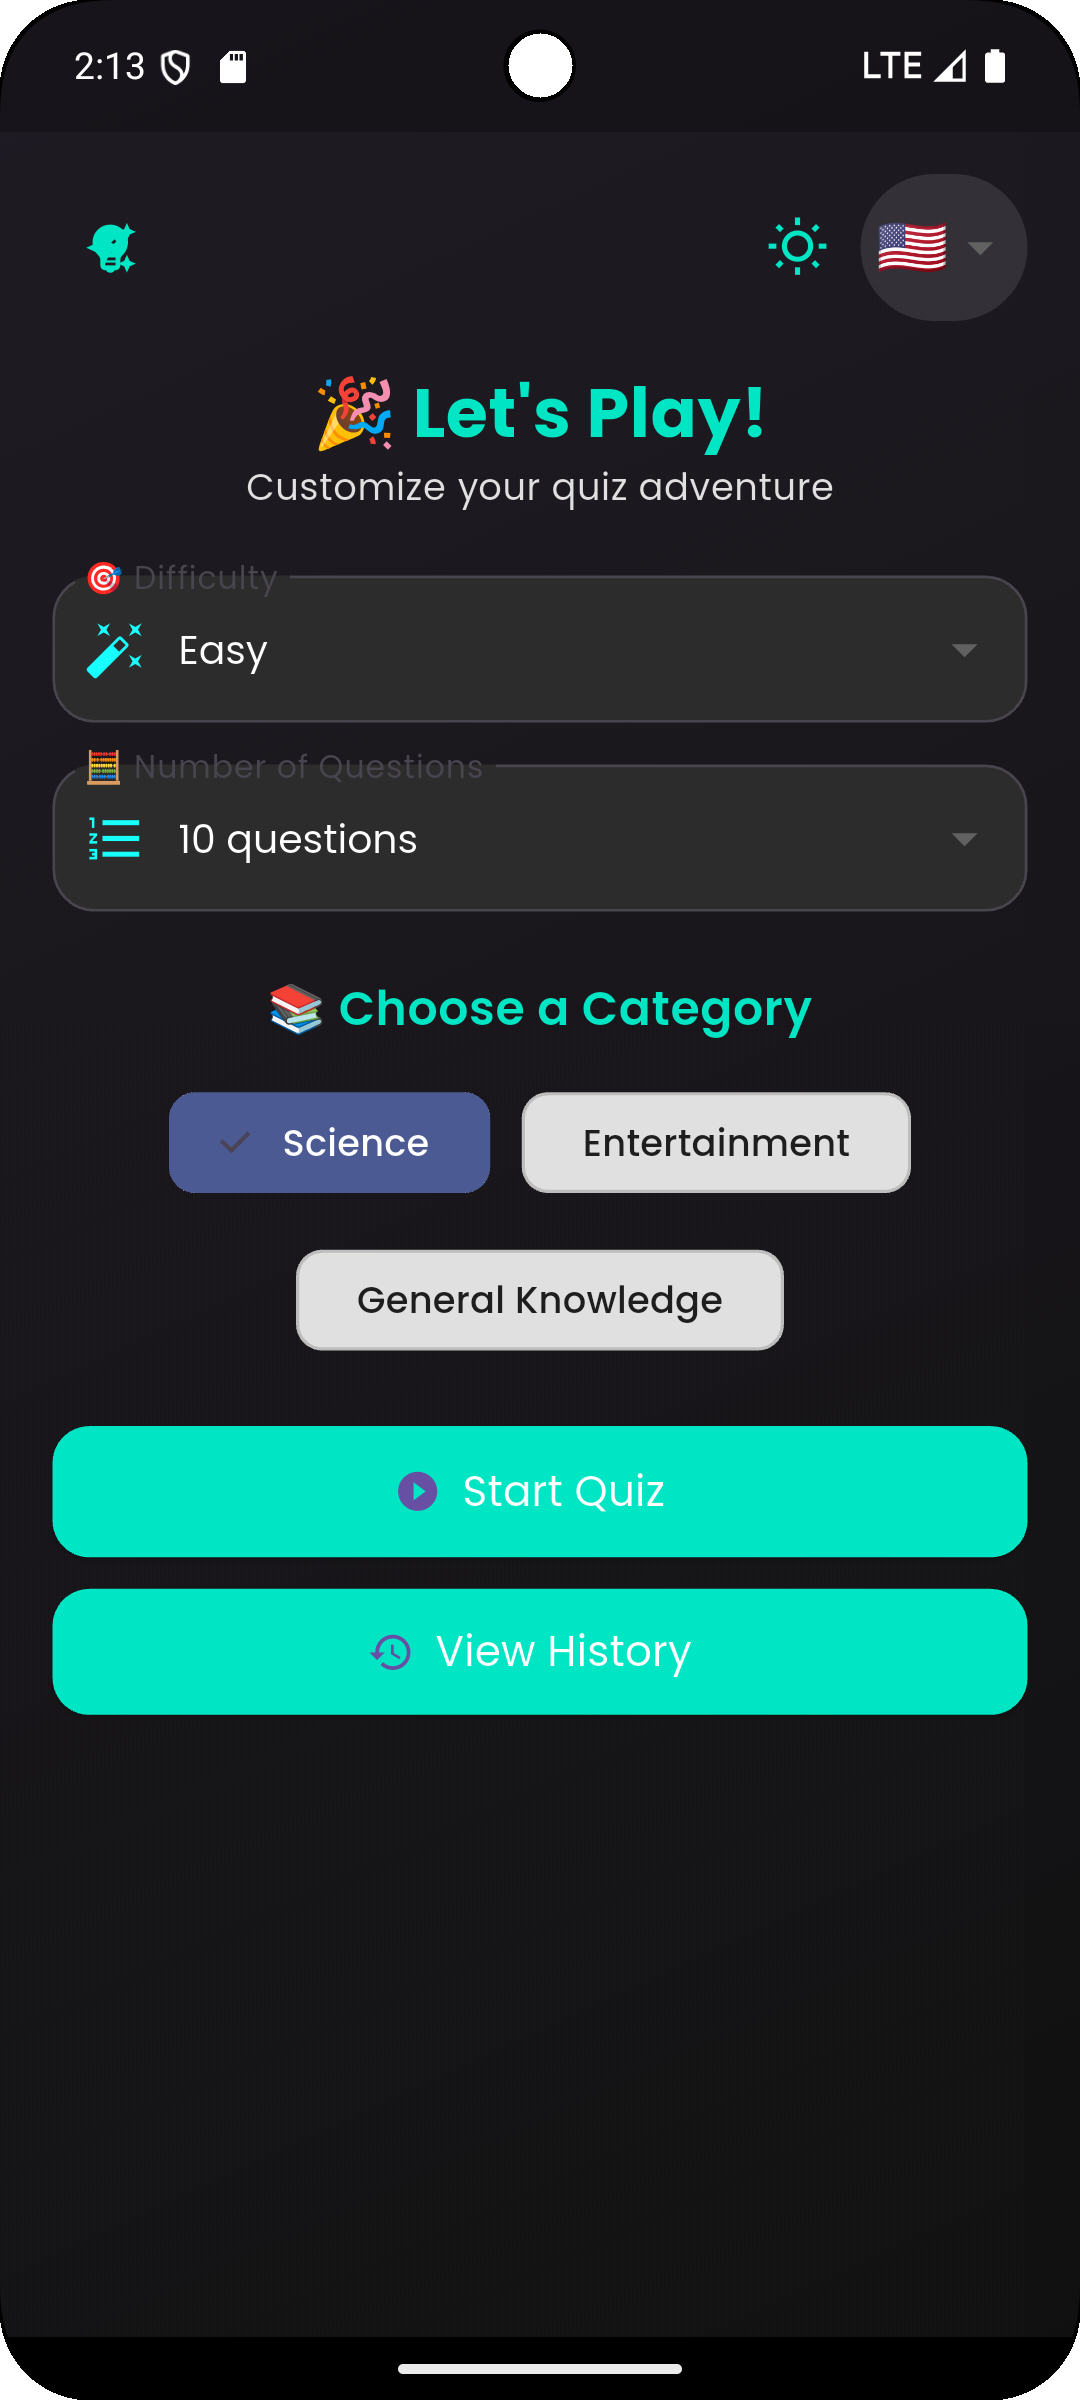 2:13
LTE
Let's Play!
Customize your quiz adventure
Difficulty
Easy
Number of Questions
10 questions
Choose a Category
Science
Entertainment
General Knowledge
Start Quiz
View History